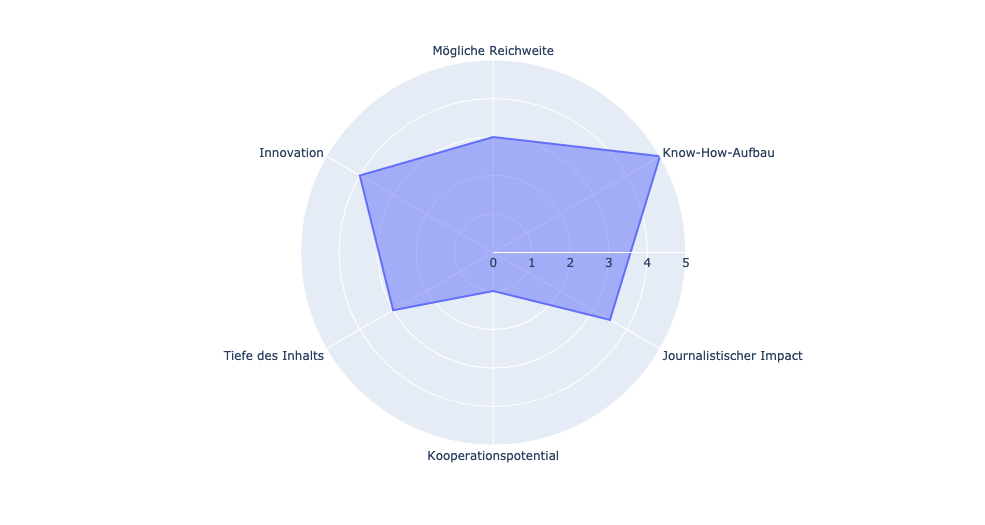 Mögliche Reichweite
Innovation
Know-How-Aufbau
0 1 2 3 4 5
Tiefe des Inhalts
Journalistischer Impact
Kooperationspotential